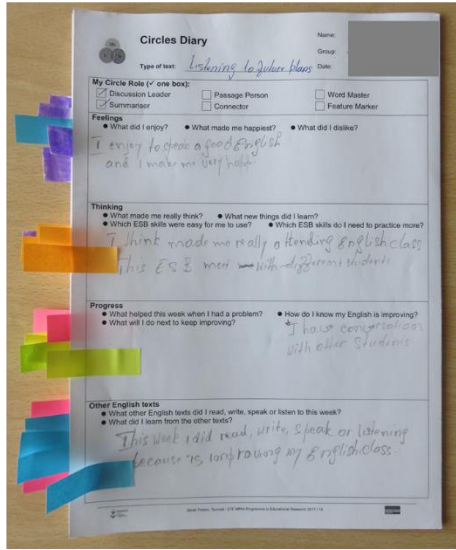 Circles Diary
Name:
Group:
Type of text: Listening to future plans Date:
My Circle Role (✓ one box):
Discussion Leader Passage Person Word Master
Summariser Connector Feature Marker
Feelings
● What did I enjoy? ● What made me happiest? ● What did I dislike?
I enjoy to speak a good English
and I make me very happy
Thinking
● What made me really think? ● What new things did I learn?
● Which ESB skills were easy for me to use? ● Which ESB skills do I need to practice more?
I think made me really attending English class
This ESB meet with different students
Progress
● What helped this week when I had a problem? ● How do I know my English is improving?
● What will I do next to keep improving?
I have conversation
with other Students
Other English texts
● What other English texts did I read, write, speak or listen to this week?
● What did I learn from the other texts?
This week I did read, write, speak or listening
because is improving my English class.